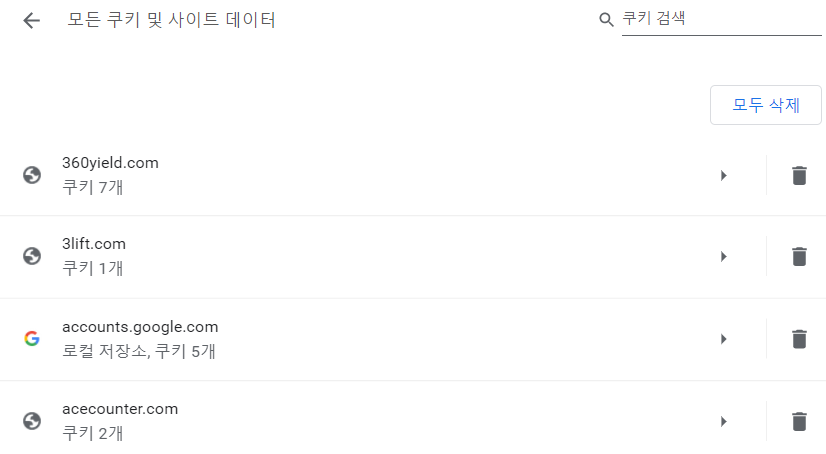 모든 쿠키 및 사이트 데이터
쿠키 검색
모두 삭제
360yield.com
쿠키 7개
3lift.com
쿠키 1개
accounts.google.com
로컬 저장소, 쿠키 5개
acecounter.com
쿠키 2개